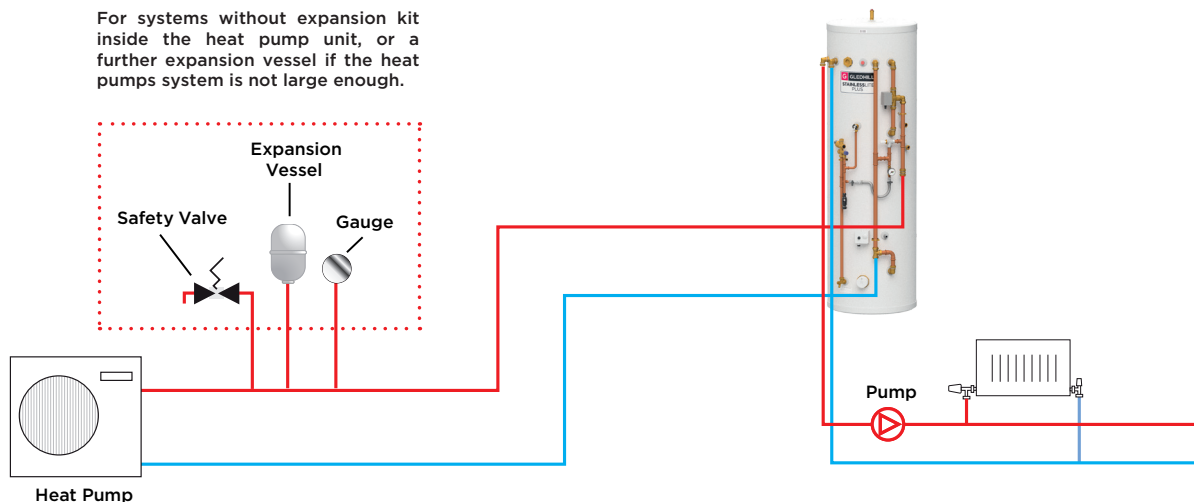 For systems without expansion kit
inside the heat pump unit, or a
further expansion vessel if the heat
pumps system is not large enough.
Expansion
Vessel
Safety Valve
Gauge
G GLEDHILL
STAINLESSLITE
PLUS
Pump
Heat Pump